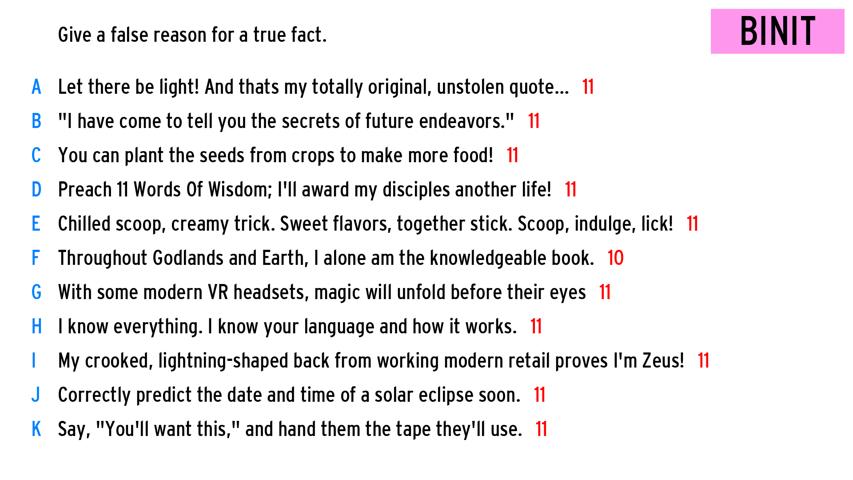 Give a false reason for a true fact.
BINIT
A Let there be light! And thats my totally original, unstolen quote... 11
B "I have come to tell you the secrets of future endeavors." 11
C You can plant the seeds from crops to make more food! 11
D Preach 11 Words Of Wisdom; I'll award my disciples another life! 11
E Chilled scoop, creamy trick. Sweet flavors, together stick. Scoop, indulge, lick! 11
F Throughout Godlands and Earth, I alone am the knowledgeable book. 10
G With some modern VR headsets, magic will unfold before their eyes 11
H I know everything. I know your language and how it works. 11
I My crooked, lightning-shaped back from working modern retail proves I'm Zeus! 11
J Correctly predict the date and time of a solar eclipse soon. 11
K Say, "You'll want this," and hand them the tape they'll use. 11